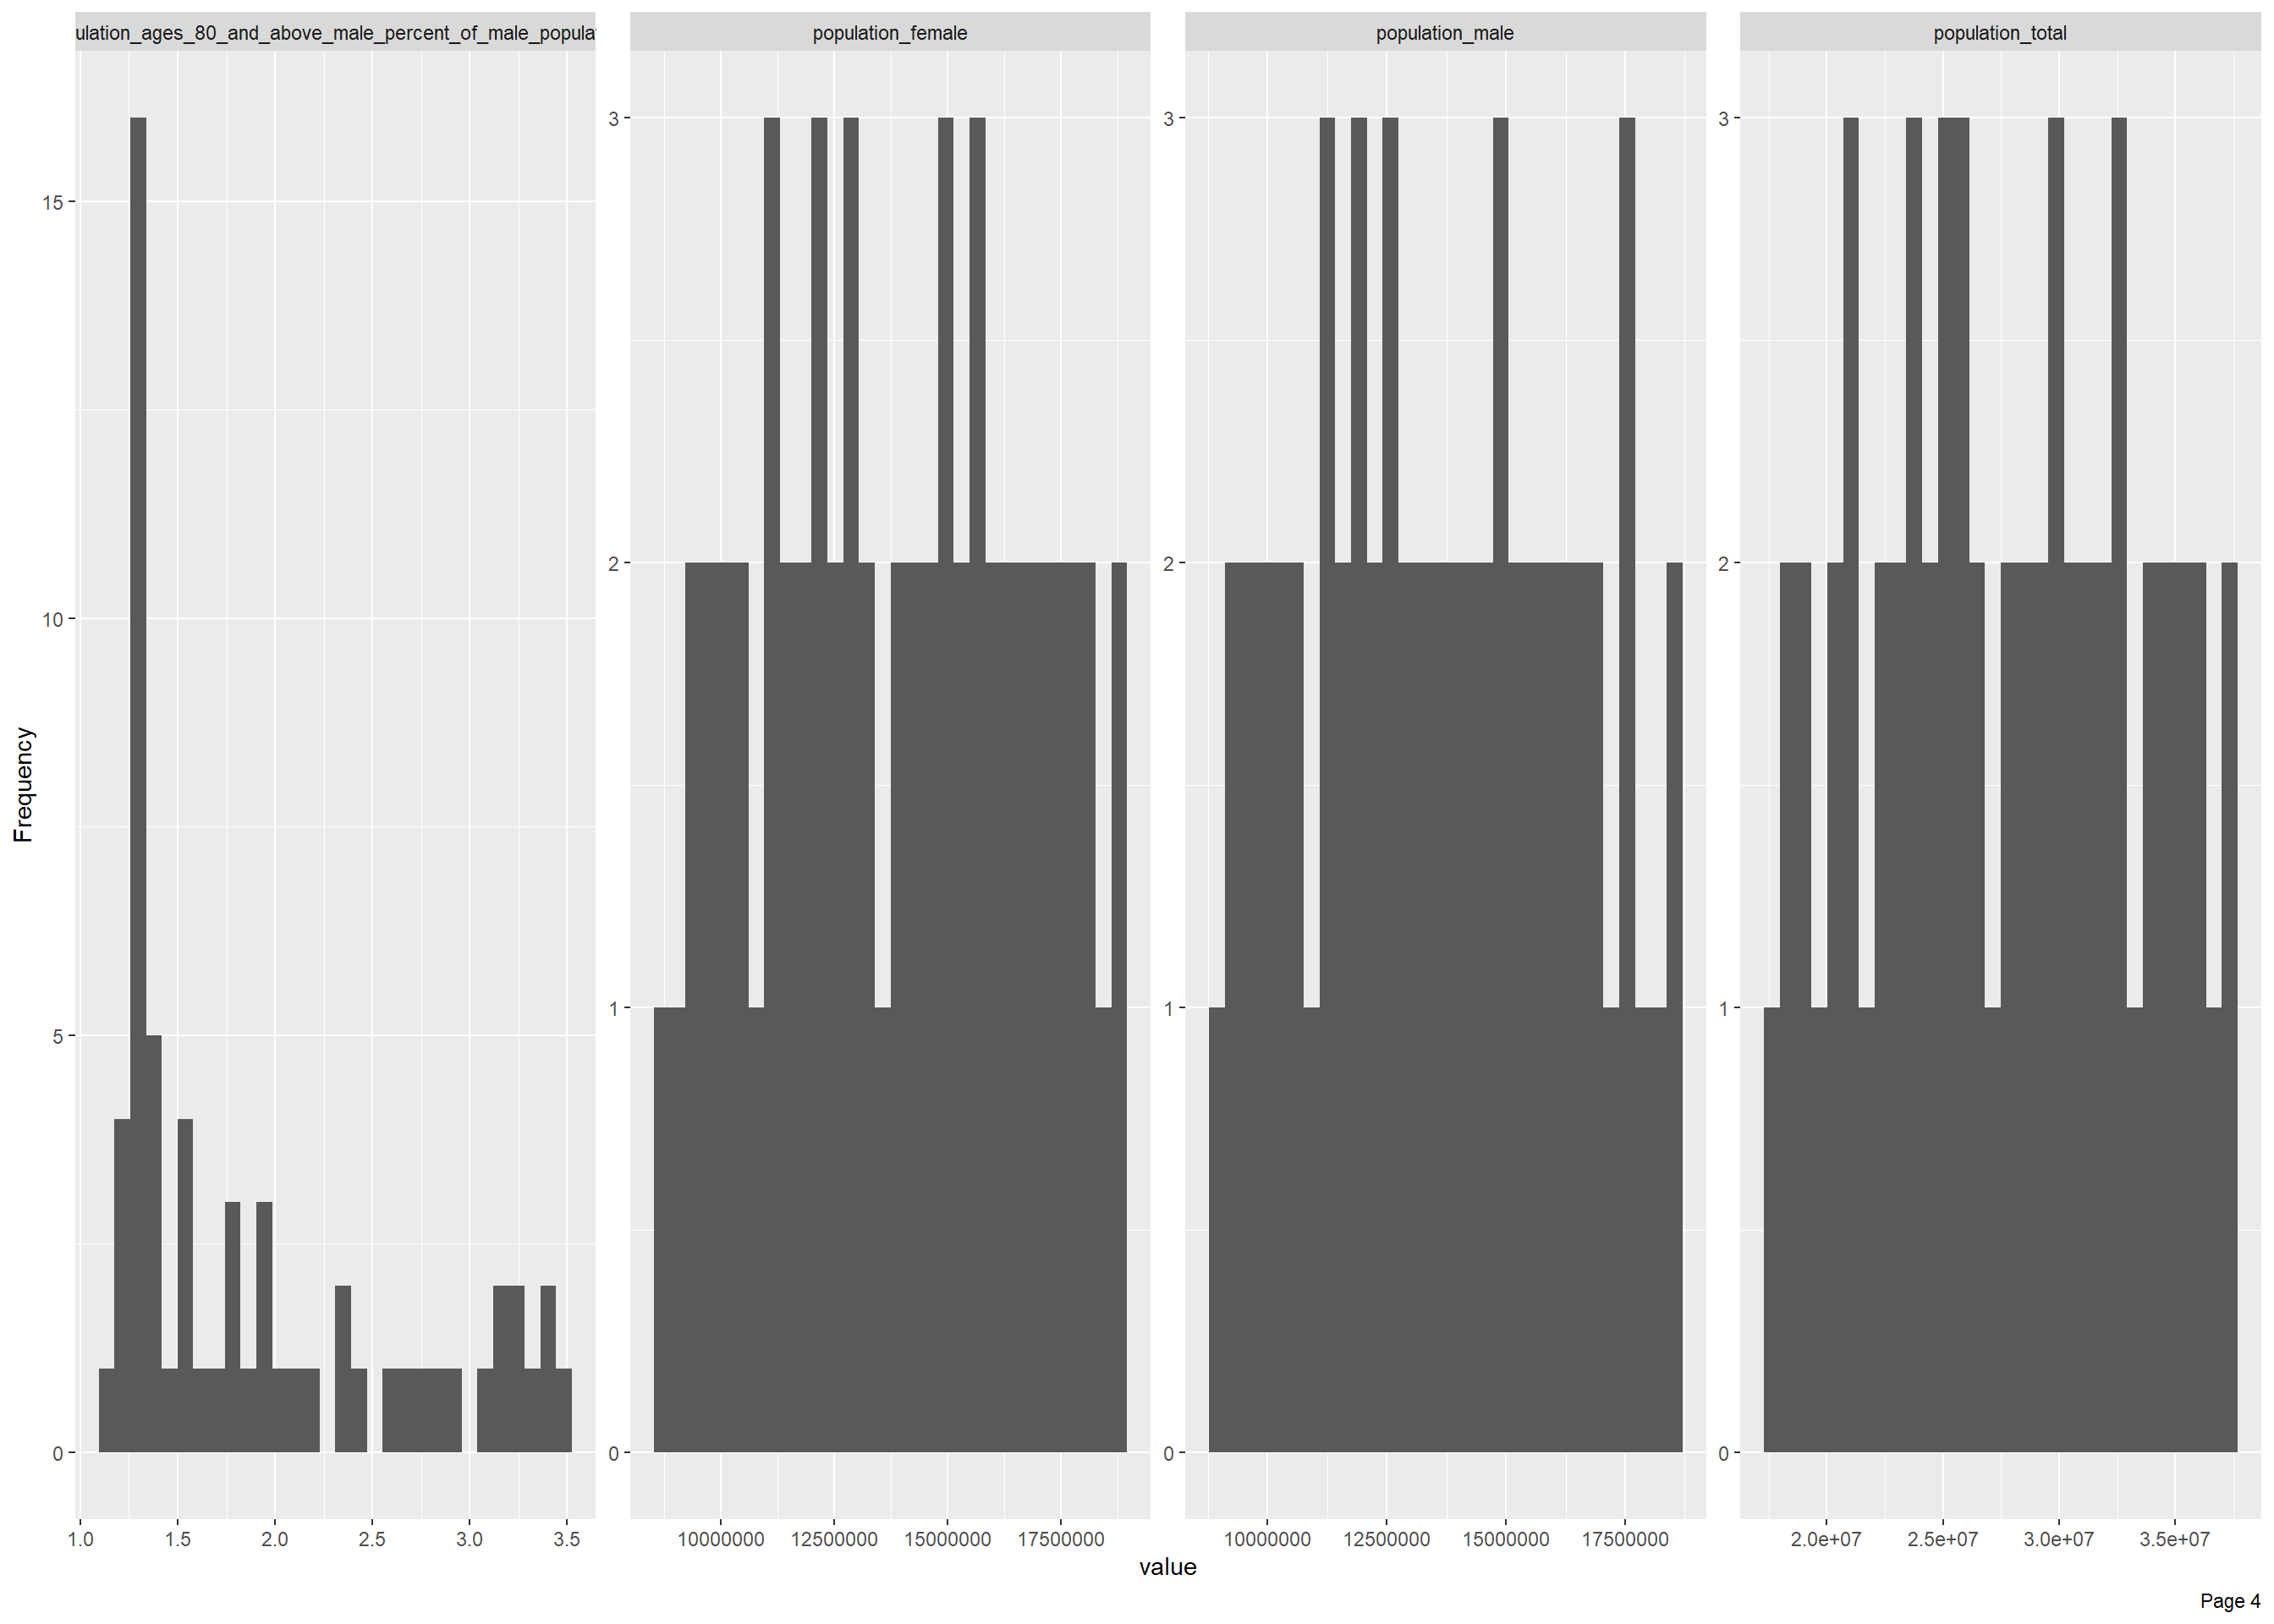 ulation_ages_80_and_above_male_percent_of_male_popula
population_female
population_male
population_total
Frequency
15
10
5
0
3
2
1
0
3
2
1
0
3
2
1
0
1.0 1.5 2.0 2.5 3.0 3.5
10000000 12500000 15000000 17500000
10000000 12500000 15000000 17500000
2.0e+07 2.5e+07 3.0e+07 3.5e+07
value
Page 4